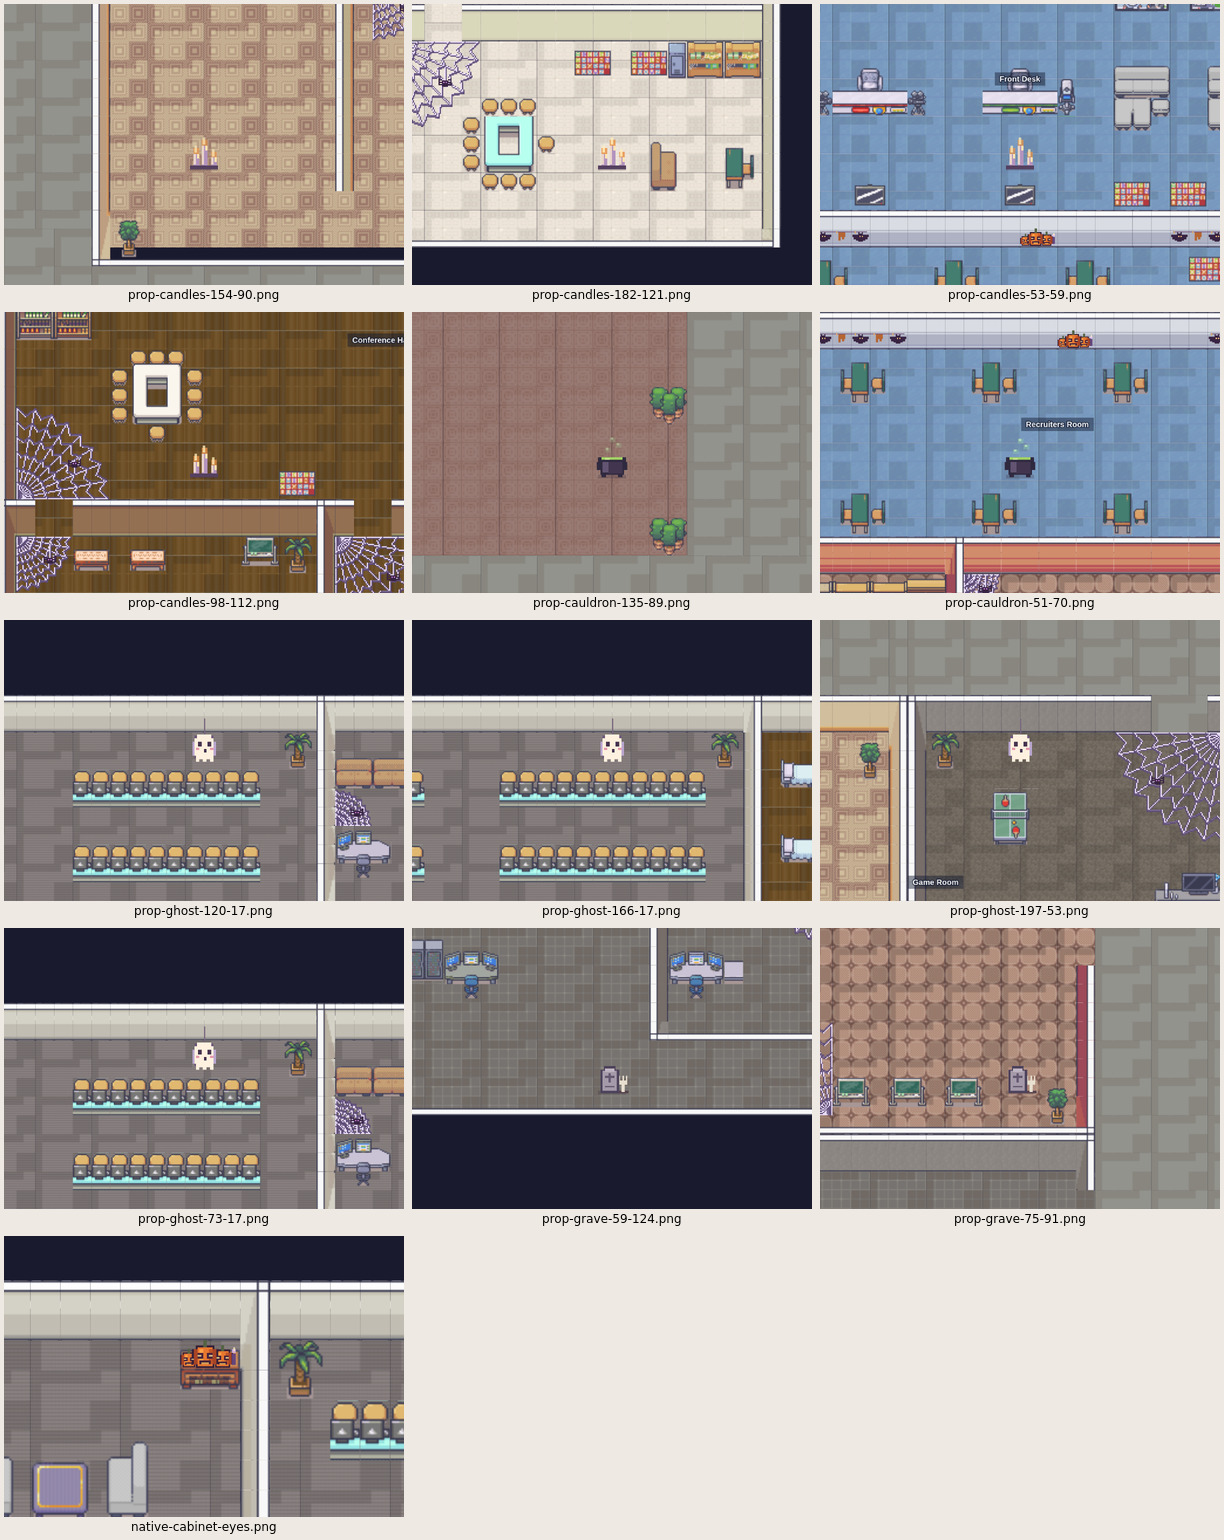 Front Desk
prop-candles-154-90.png
prop-candles-182-121.png
prop-candles-53-59.png
Conference Ha
Recruiters Room
prop-candles-98-112.png
prop-cauldron-135-89.png
prop-cauldron-51-70.png
Game Room
prop-ghost-120-17.png
prop-ghost-166-17.png
prop-ghost-197-53.png
prop-ghost-73-17.png
prop-grave-59-124.png
prop-grave-75-91.png
native-cabinet-eyes.png